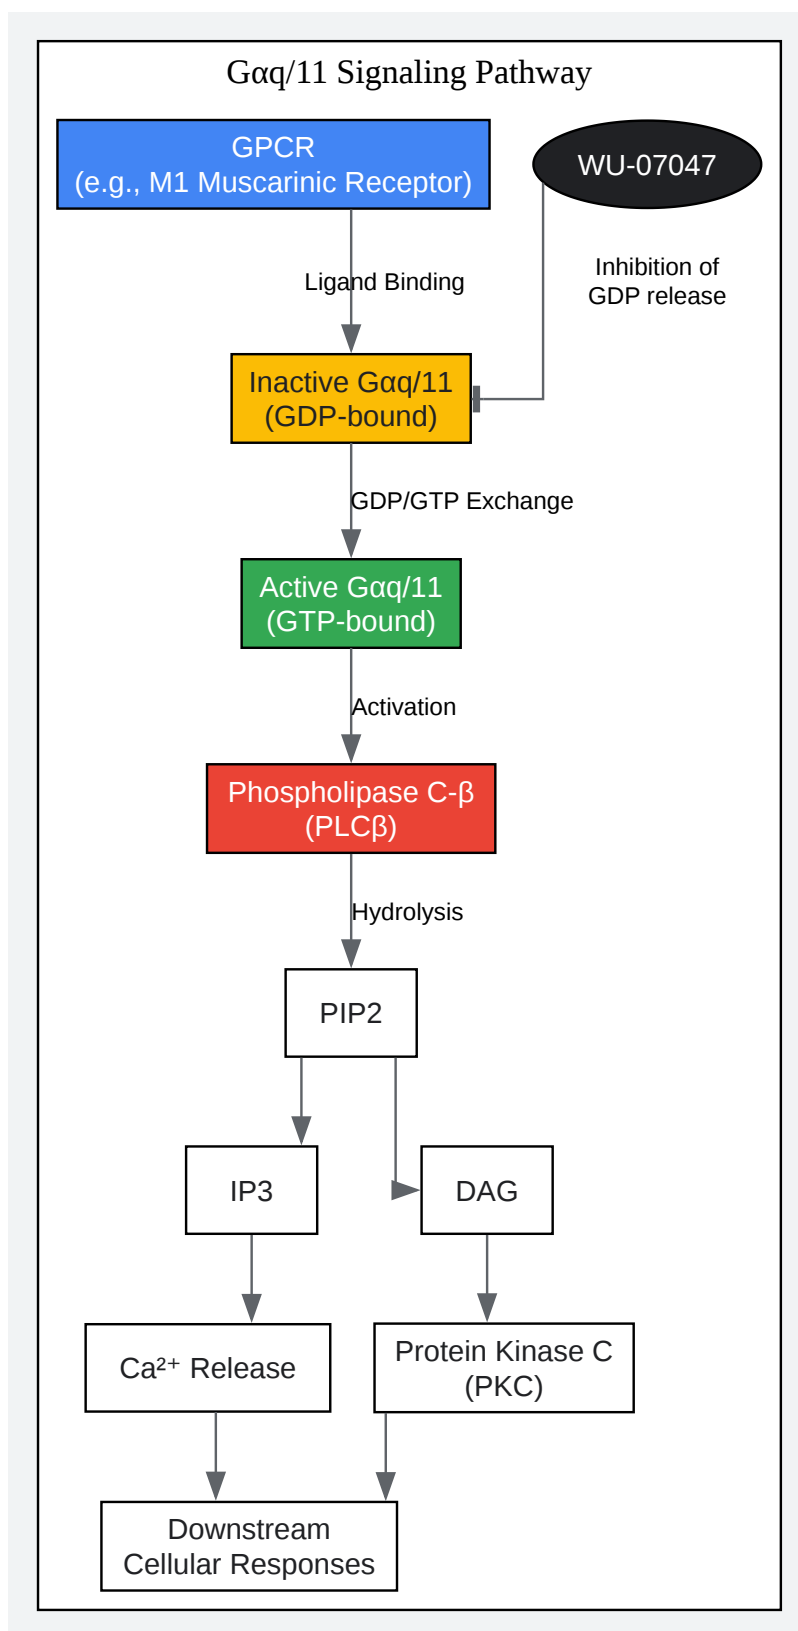 Gαq/11 Signaling Pathway
GPCR
(e.g., M1 Muscarinic Receptor)
WU-07047
Ligand Binding
Inhibition of
GDP release
Inactive Gαq/11
(GDP-bound)
GDP/GTP Exchange
Active Gαq/11
(GTP-bound)
Activation
Phospholipase C-β
(PLCβ)
Hydrolysis
PIP2
IP3
DAG
Ca²⁺ Release
Protein Kinase C
(PKC)
Downstream
Cellular Responses